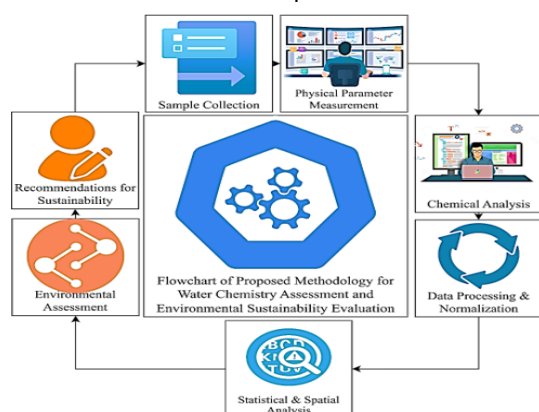 Sample Collection
Physical Parameter
Measurement
Recommendations for
Sustainability
Chemical Analysis
Flowchart of Proposed Methodology for
Water Chemistry Assessment and
Environmental Sustainability Evaluation
Environmental
Assessment
Data Processing &
Normalization
Statistical & Spatial
Analysis